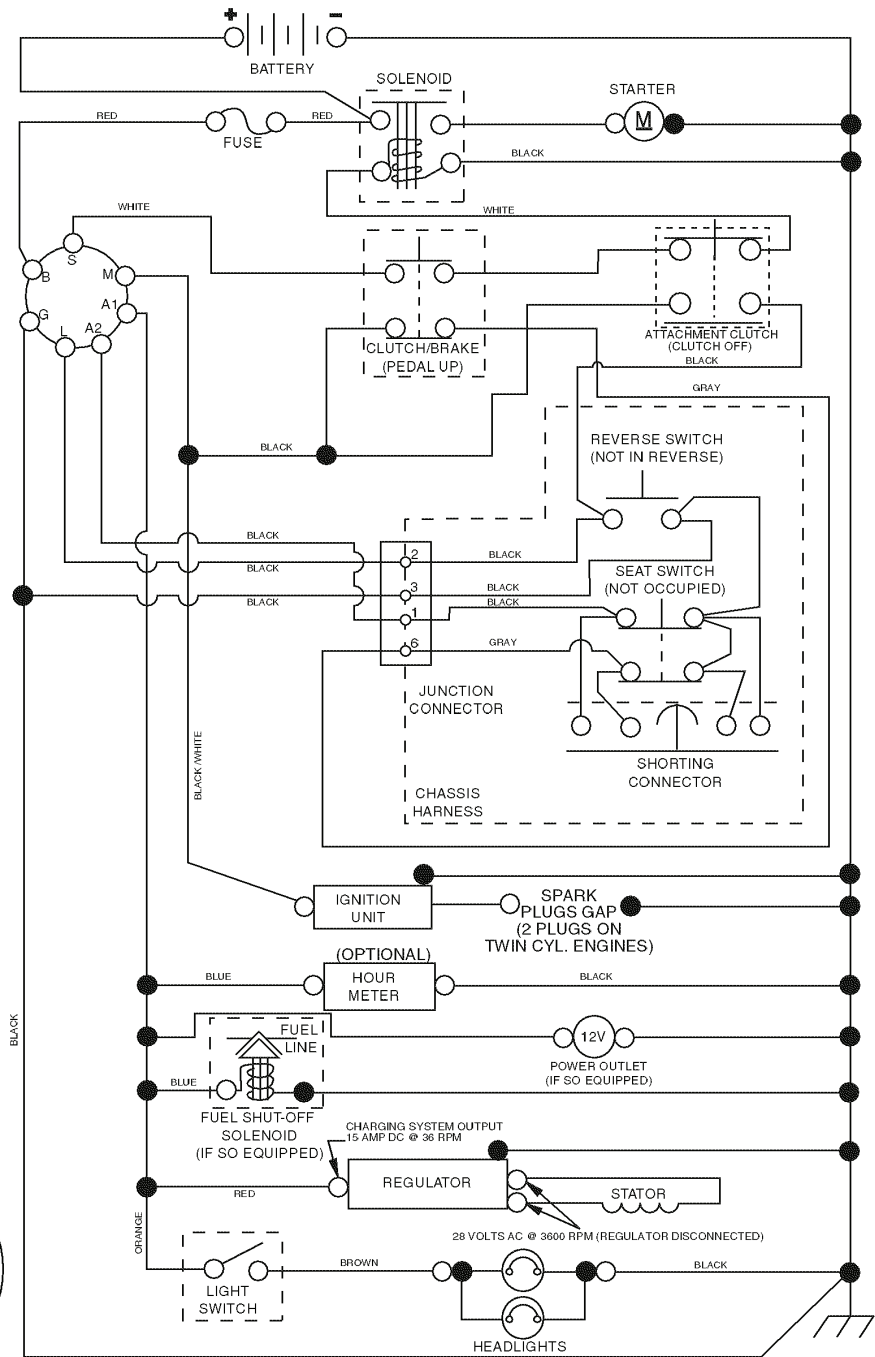 + -
BATTERY
SOLENOID
STARTER
RED
RED
FUSE
M
BLACK
WHITE
WHITE
S
B
M
A1
G
L
A2
CLUTCH/BRAKE
(PEDAL UP)
ATTACHMENT CLUTCH
(CLUTCH OFF)
BLACK
GRAY
BLACK
REVERSE SWITCH
(NOT IN REVERSE)
BLACK
2
BLACK
BLACK
SEAT SWITCH
(NOT OCCUPIED)
3
BLACK
BLACK
BLACK
1
6
GRAY
JUNCTION
CONNECTOR
SHORTING
CONNECTOR
BLACK/WHITE
CHASSIS
HARNESS
IGNITION
UNIT
SPARK
PLUGS GAP
(2 PLUGS ON
TWIN CYL. ENGINES)
(OPTIONAL)
BLUE
HOUR
METER
BLACK
BLACK
FUEL
LINE
12V
POWER OUTLET
(IF SO EQUIPPED)
BLUE
FUEL SHUT-OFF
SOLENOID
(IF SO EQUIPPED)
CHARGING SYSTEM OUTPUT
15 AMP DC @ 36 RPM
REGULATOR
RED
STATOR
ORANGE
28 VOLTS AC @ 3600 RPM (REGULATOR DISCONNECTED)
BROWN
BLACK
LIGHT
SWITCH
HEADLIGHTS